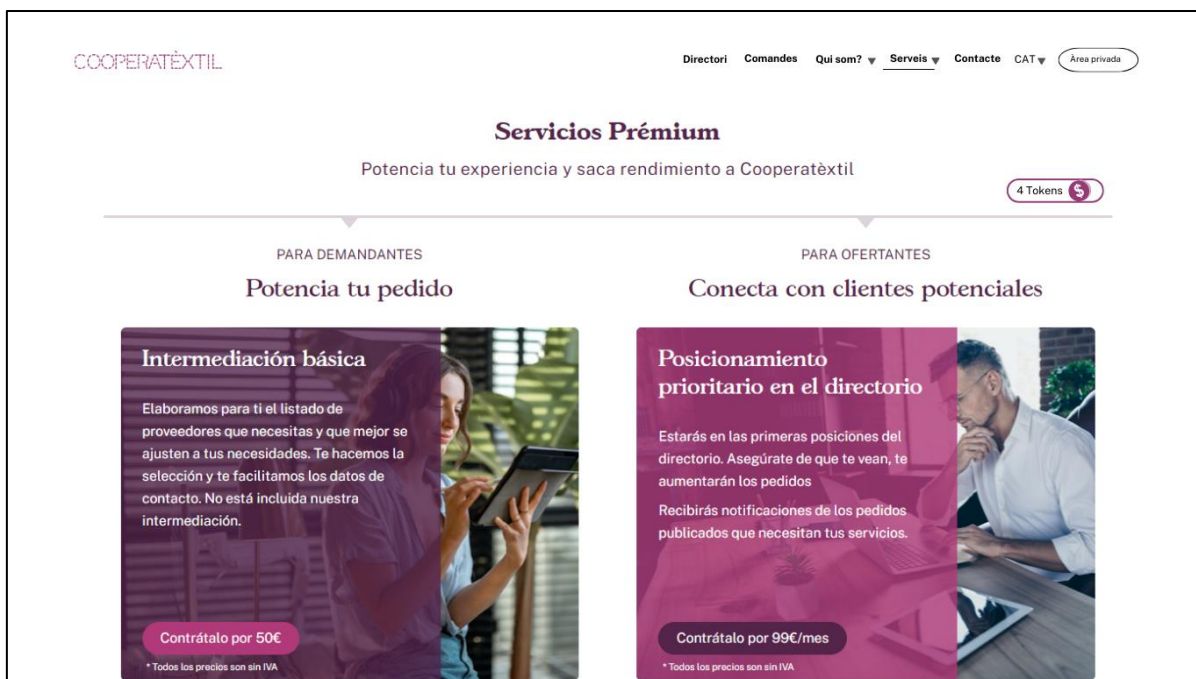 COOPERATÈXTIL
Directori Comandes Qui som? Serveis Contacte CAT Àrea privada
Servicios Prémium
Potencia tu experiencia y saca rendimiento a Cooperatèxtil
4 Tokens $
PARA DEMANDANTES
Potencia tu pedido
Intermediación básica
Elaboramos para ti el listado de
proveedores que necesitas y que mejor se
ajusten a tus necesidades. Te hacemos la
selección y te facilitamos los datos de
contacto. No está incluida nuestra
intermediación.
Contrátalo por 50€
* Todos los precios son sin IVA
PARA OFERTANTES
Conecta con clientes potenciales
Posicionamiento
prioritario en el directorio
Estarás en las primeras posiciones del
directorio. Asegúrate de que te vean, te
aumentarán los pedidos
Recibirás notificaciones de los pedidos
publicados que necesitan tus servicios.
Contrátalo por 99€/mes
* Todos los precios son sin IVA